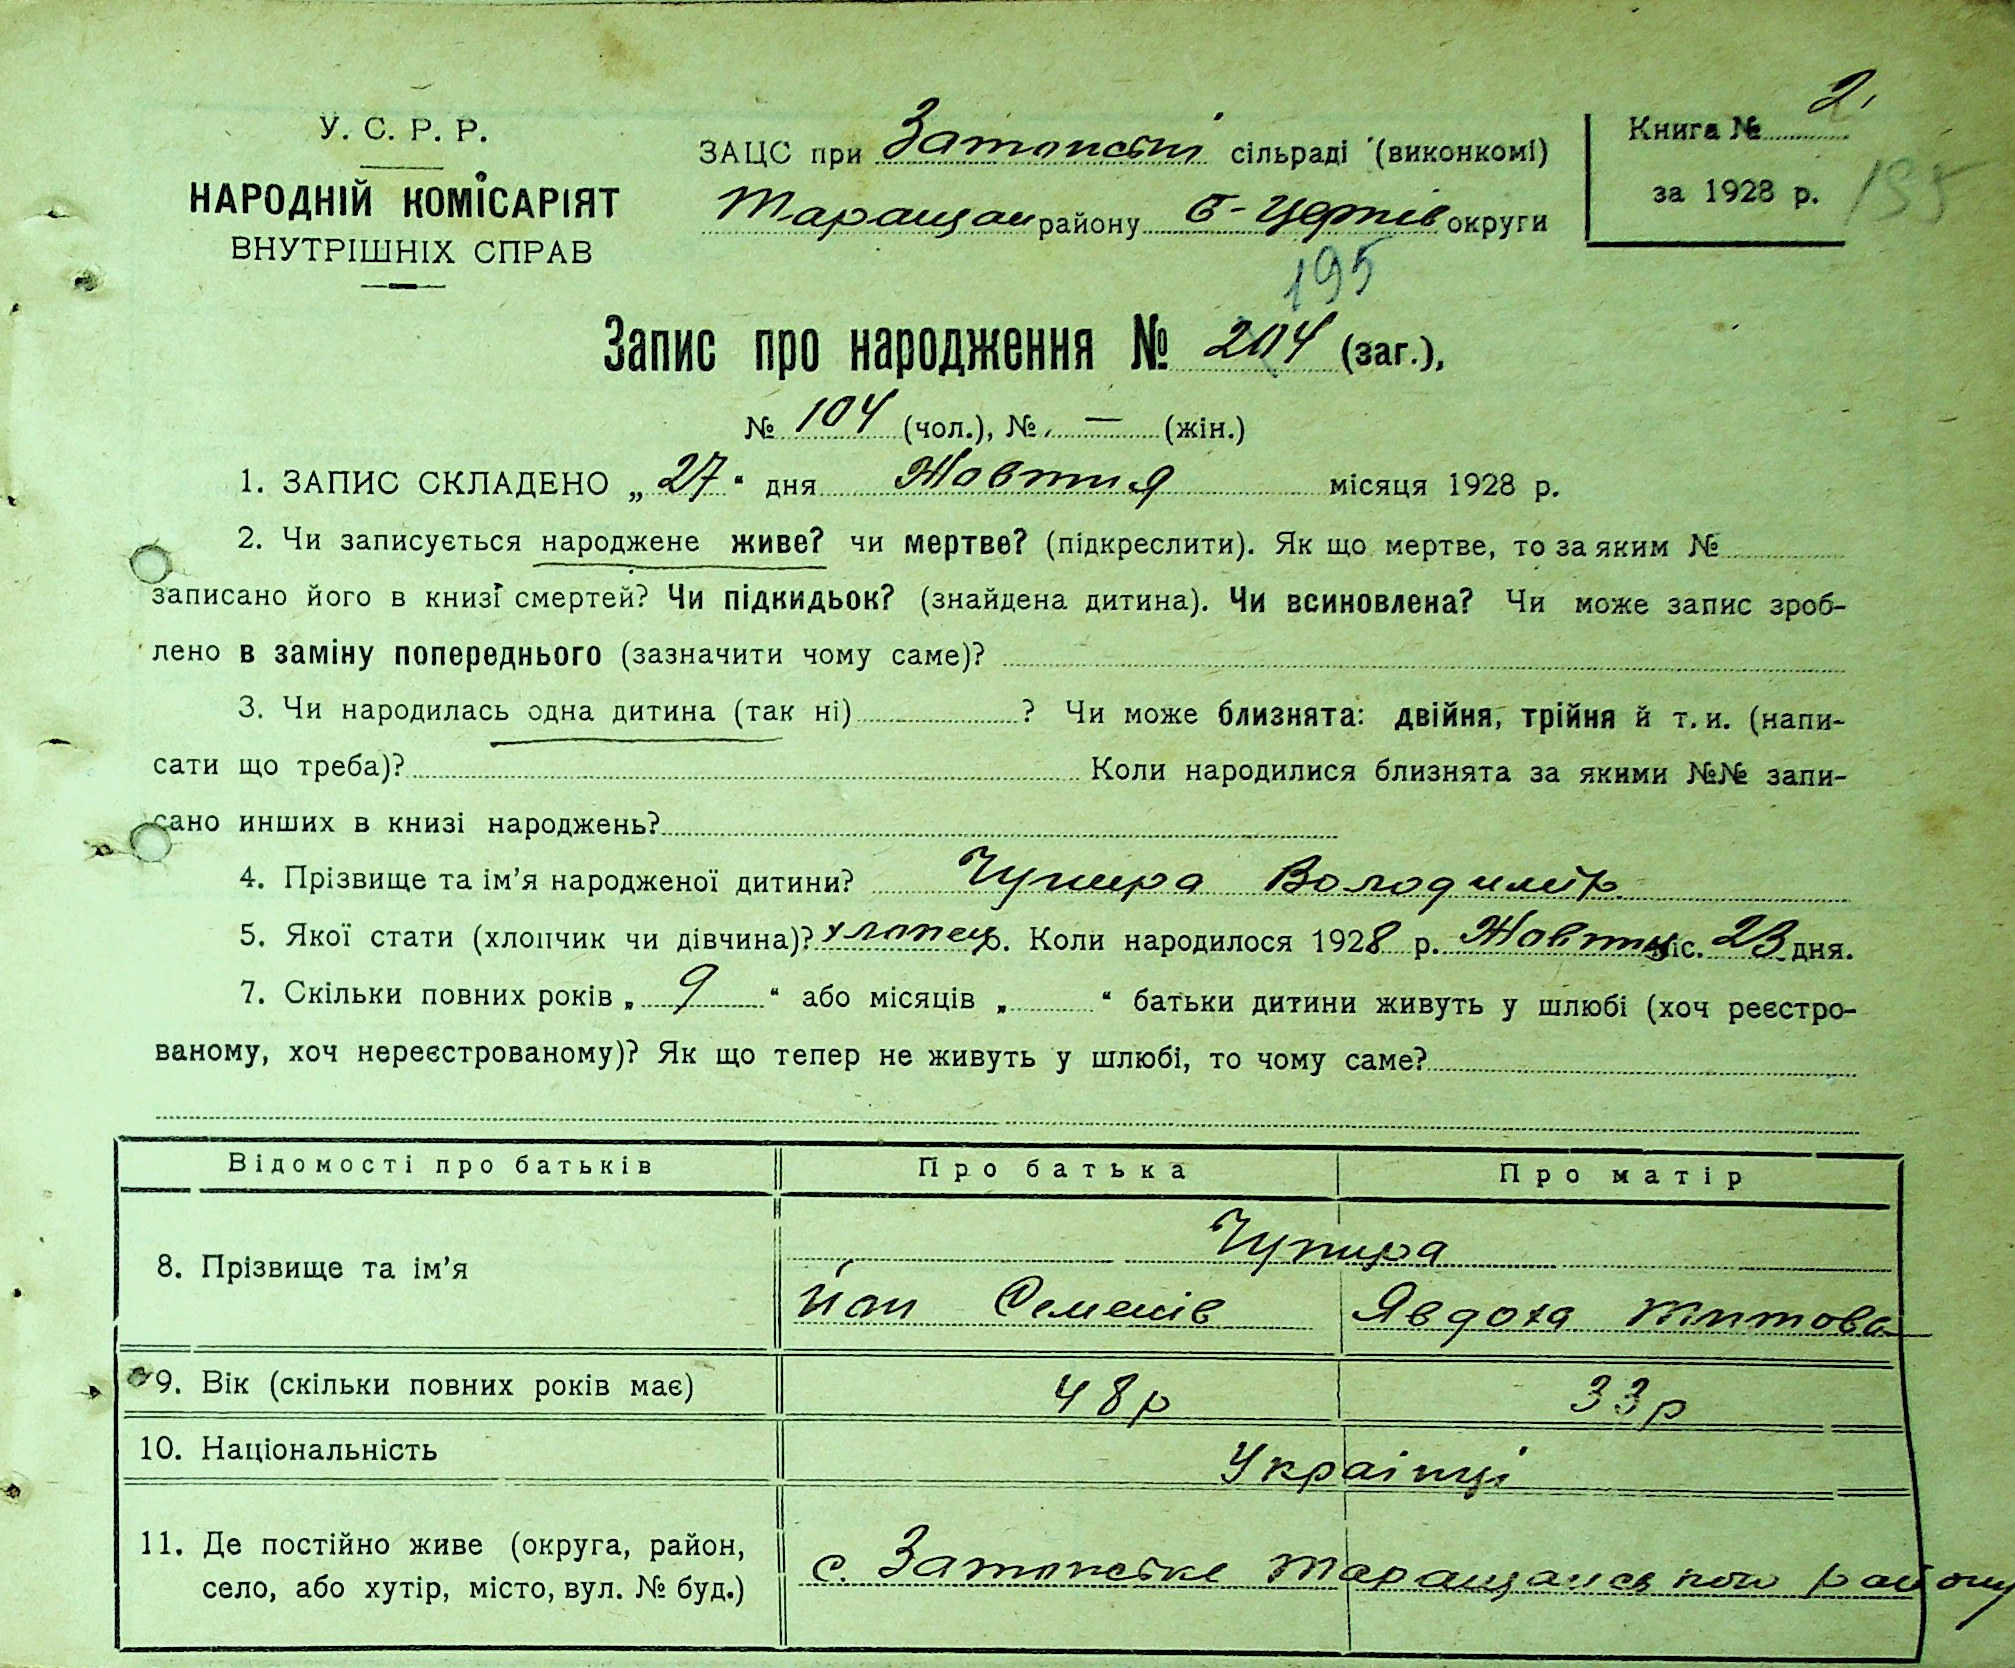 У. С. Р. Р.
НАРОДНІЙ КОМІСАРІЯТ
ВНУТРІШНІХ СПРАВ
ЗАЦС при сільраді (виконкомі)
Таращан району Б-Церків округи
Книга № 2
за 1928 р. 195
195
Запис про народження № 204 (заг.),
№ 104 (чол.), № — (жін.)
1. ЗАПИС СКЛАДЕНО „27“ дня Жовтня місяця 1928 р.
2. Чи записується народжене живе? чи мертве? (підкреслити). Як що мертве, то за яким №
записано його в книзі смертей? Чи підкидьок? (знайдена дитина). Чи всиновлена? Чи може запис зроб-
лено в заміну попереднього (зазначити чому саме)?
3. Чи народилась одна дитина (так ні) ? Чи може близнята: двійня, трійня й т. и. (напи-
сати що треба)? Коли народилися близнята за якими №№ запи-
сано инших в книзі народжень?
4. Прізвище та ім’я народженої дитини? Чупира Володимир
5. Якої стати (хлопчик чи дівчина)? хлопець. Коли народилося 1928 р. Жовтн міс. 23 дня.
7. Скільки повних років „ 9 “ або місяців „ “ батьки дитини живуть у шлюбі (хоч реєстро-
ваному, хоч нереєстрованому)? Як що тепер не живуть у шлюбі, то чому саме?
Відомості про батьків Про батька Про матір
8. Прізвище та ім’я Чупира
Семенів Явдоха Титова
9. Вік (скільки повних років має) 48 р 33 р
10. Національність Українці
11. Де постійно живе (округа, район,
село, або хутір, місто, вул. № буд.) с. Таращанського району